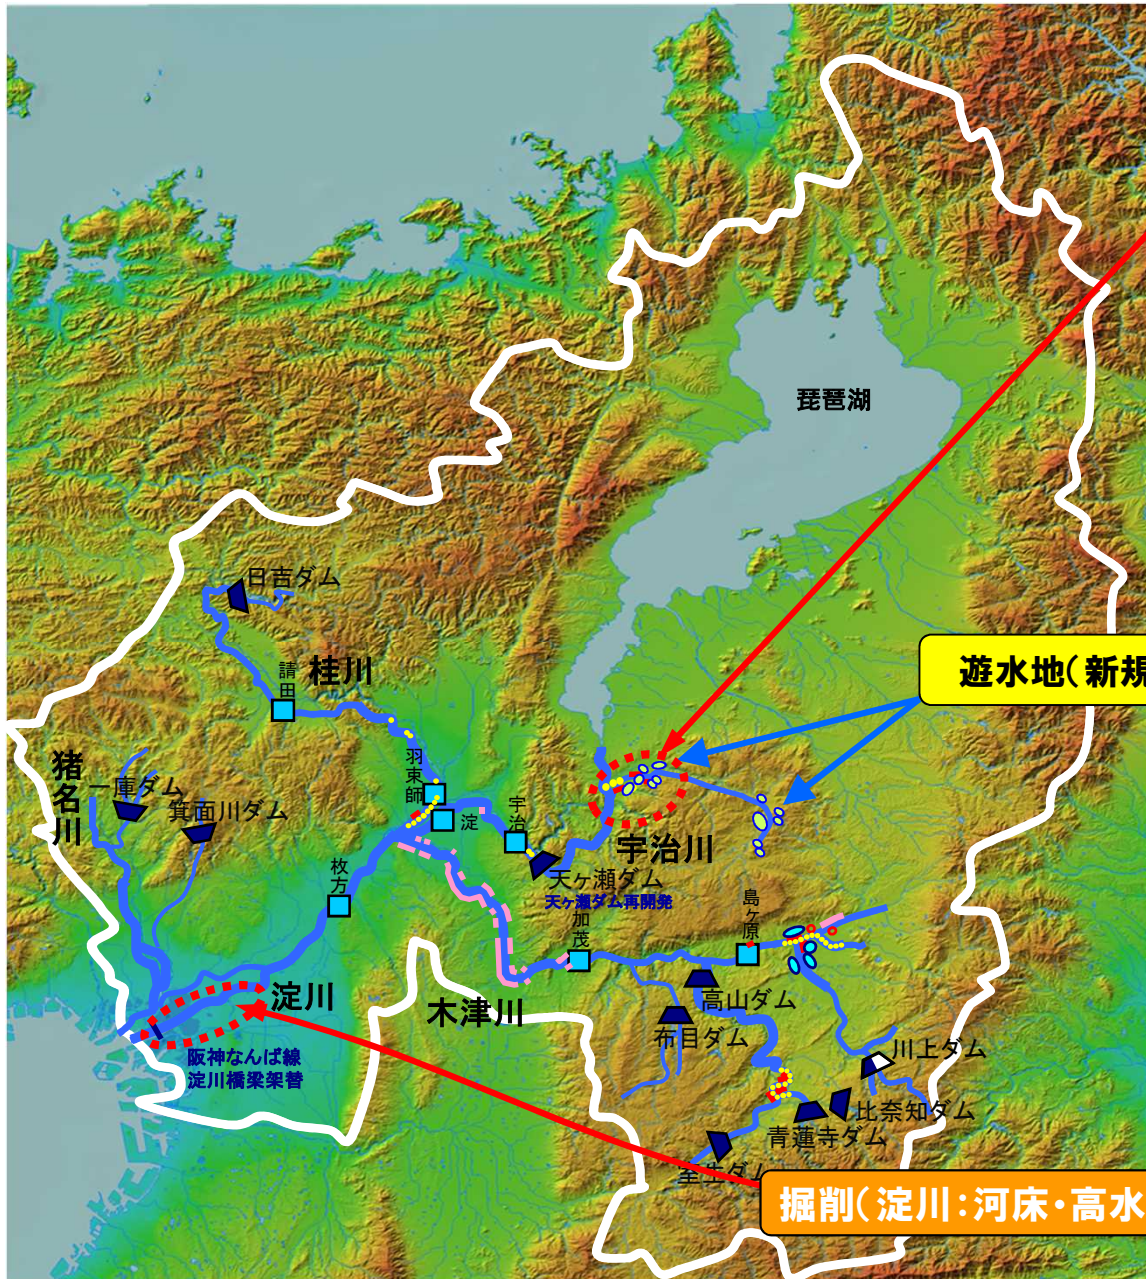 琵琶湖
日吉ダム
遊水地(新規
請田
桂川
羽束師
猪名川
一庫ダム
箕面川ダム
淀
宇治
宇治川
天ヶ瀬ダム
天ヶ瀬ダム再開発
枚方
加茂
島ヶ原
淀川
木津川
高山ダム
布目ダム
川上ダム
阪神なんば線
淀川橋梁架替
比奈知ダム
青蓮寺ダム
室生ダム
掘削(淀川:河床・高水